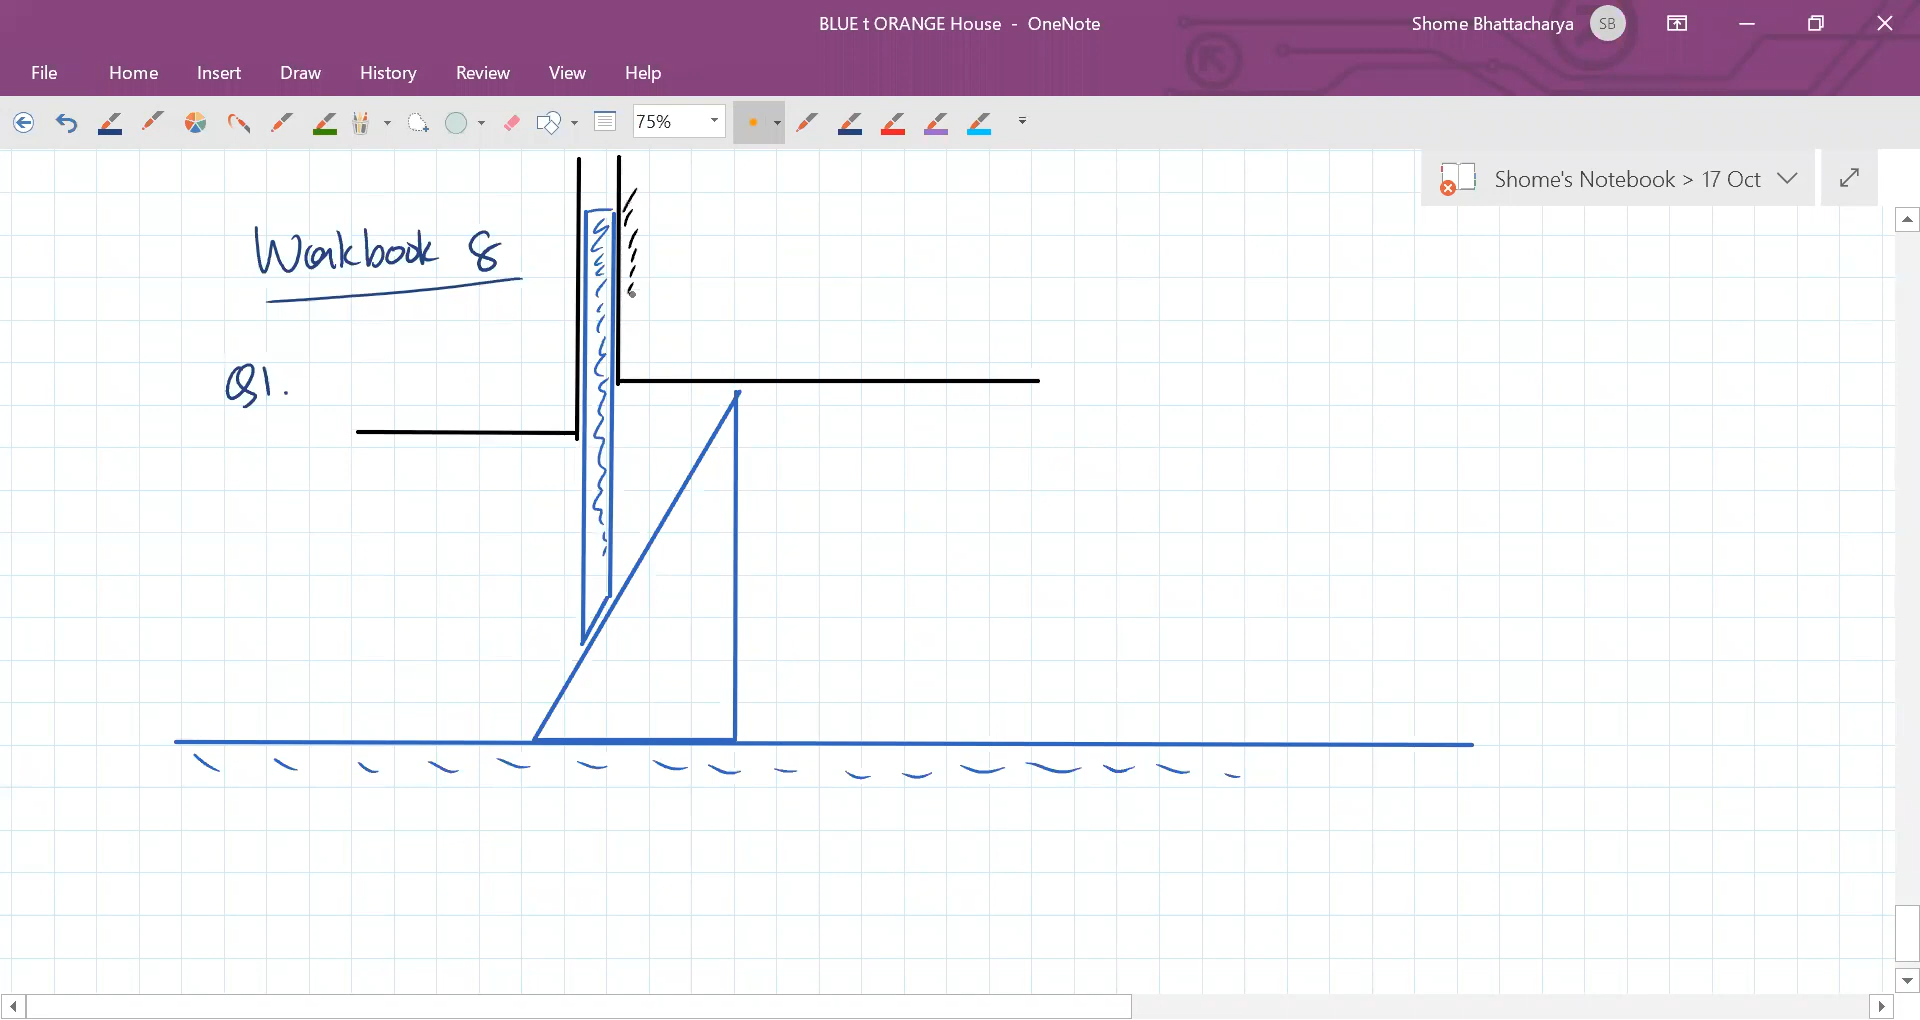 BLUE t ORANGE House - OneNote
Shome Bhattacharya
SB
File Home Insert Draw History Review View Help
75%
Shome's Notebook > 17 Oct
Workbook 8
Q1.